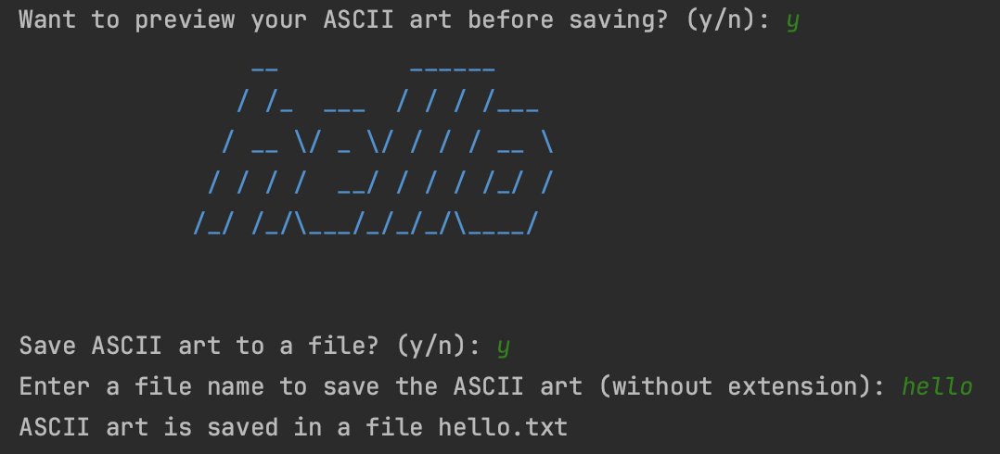 Want to preview your ASCII art before saving? (y/n): y
                __         ______
               / /_  ___  / / / /___
              / __ \/ _ \/ / / / __ \
             / / / /  __/ / / / /_/ /
            /_/ /_/\___/_/_/_/\____/
Save ASCII art to a file? (y/n): y
Enter a file name to save the ASCII art (without extension): hello
ASCII art is saved in a file hello.txt